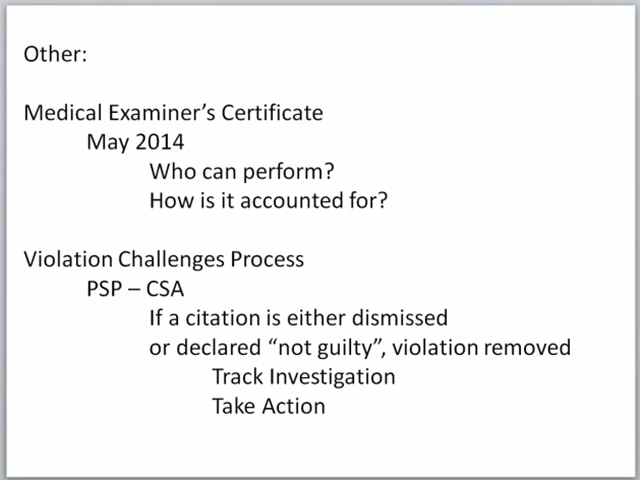 Other:
Medical Examiner’s Certificate
May 2014
Who can perform?
How is it accounted for?
Violation Challenges Process
PSP – CSA
If a citation is either dismissed
or declared “not guilty”, violation removed
Track Investigation
Take Action